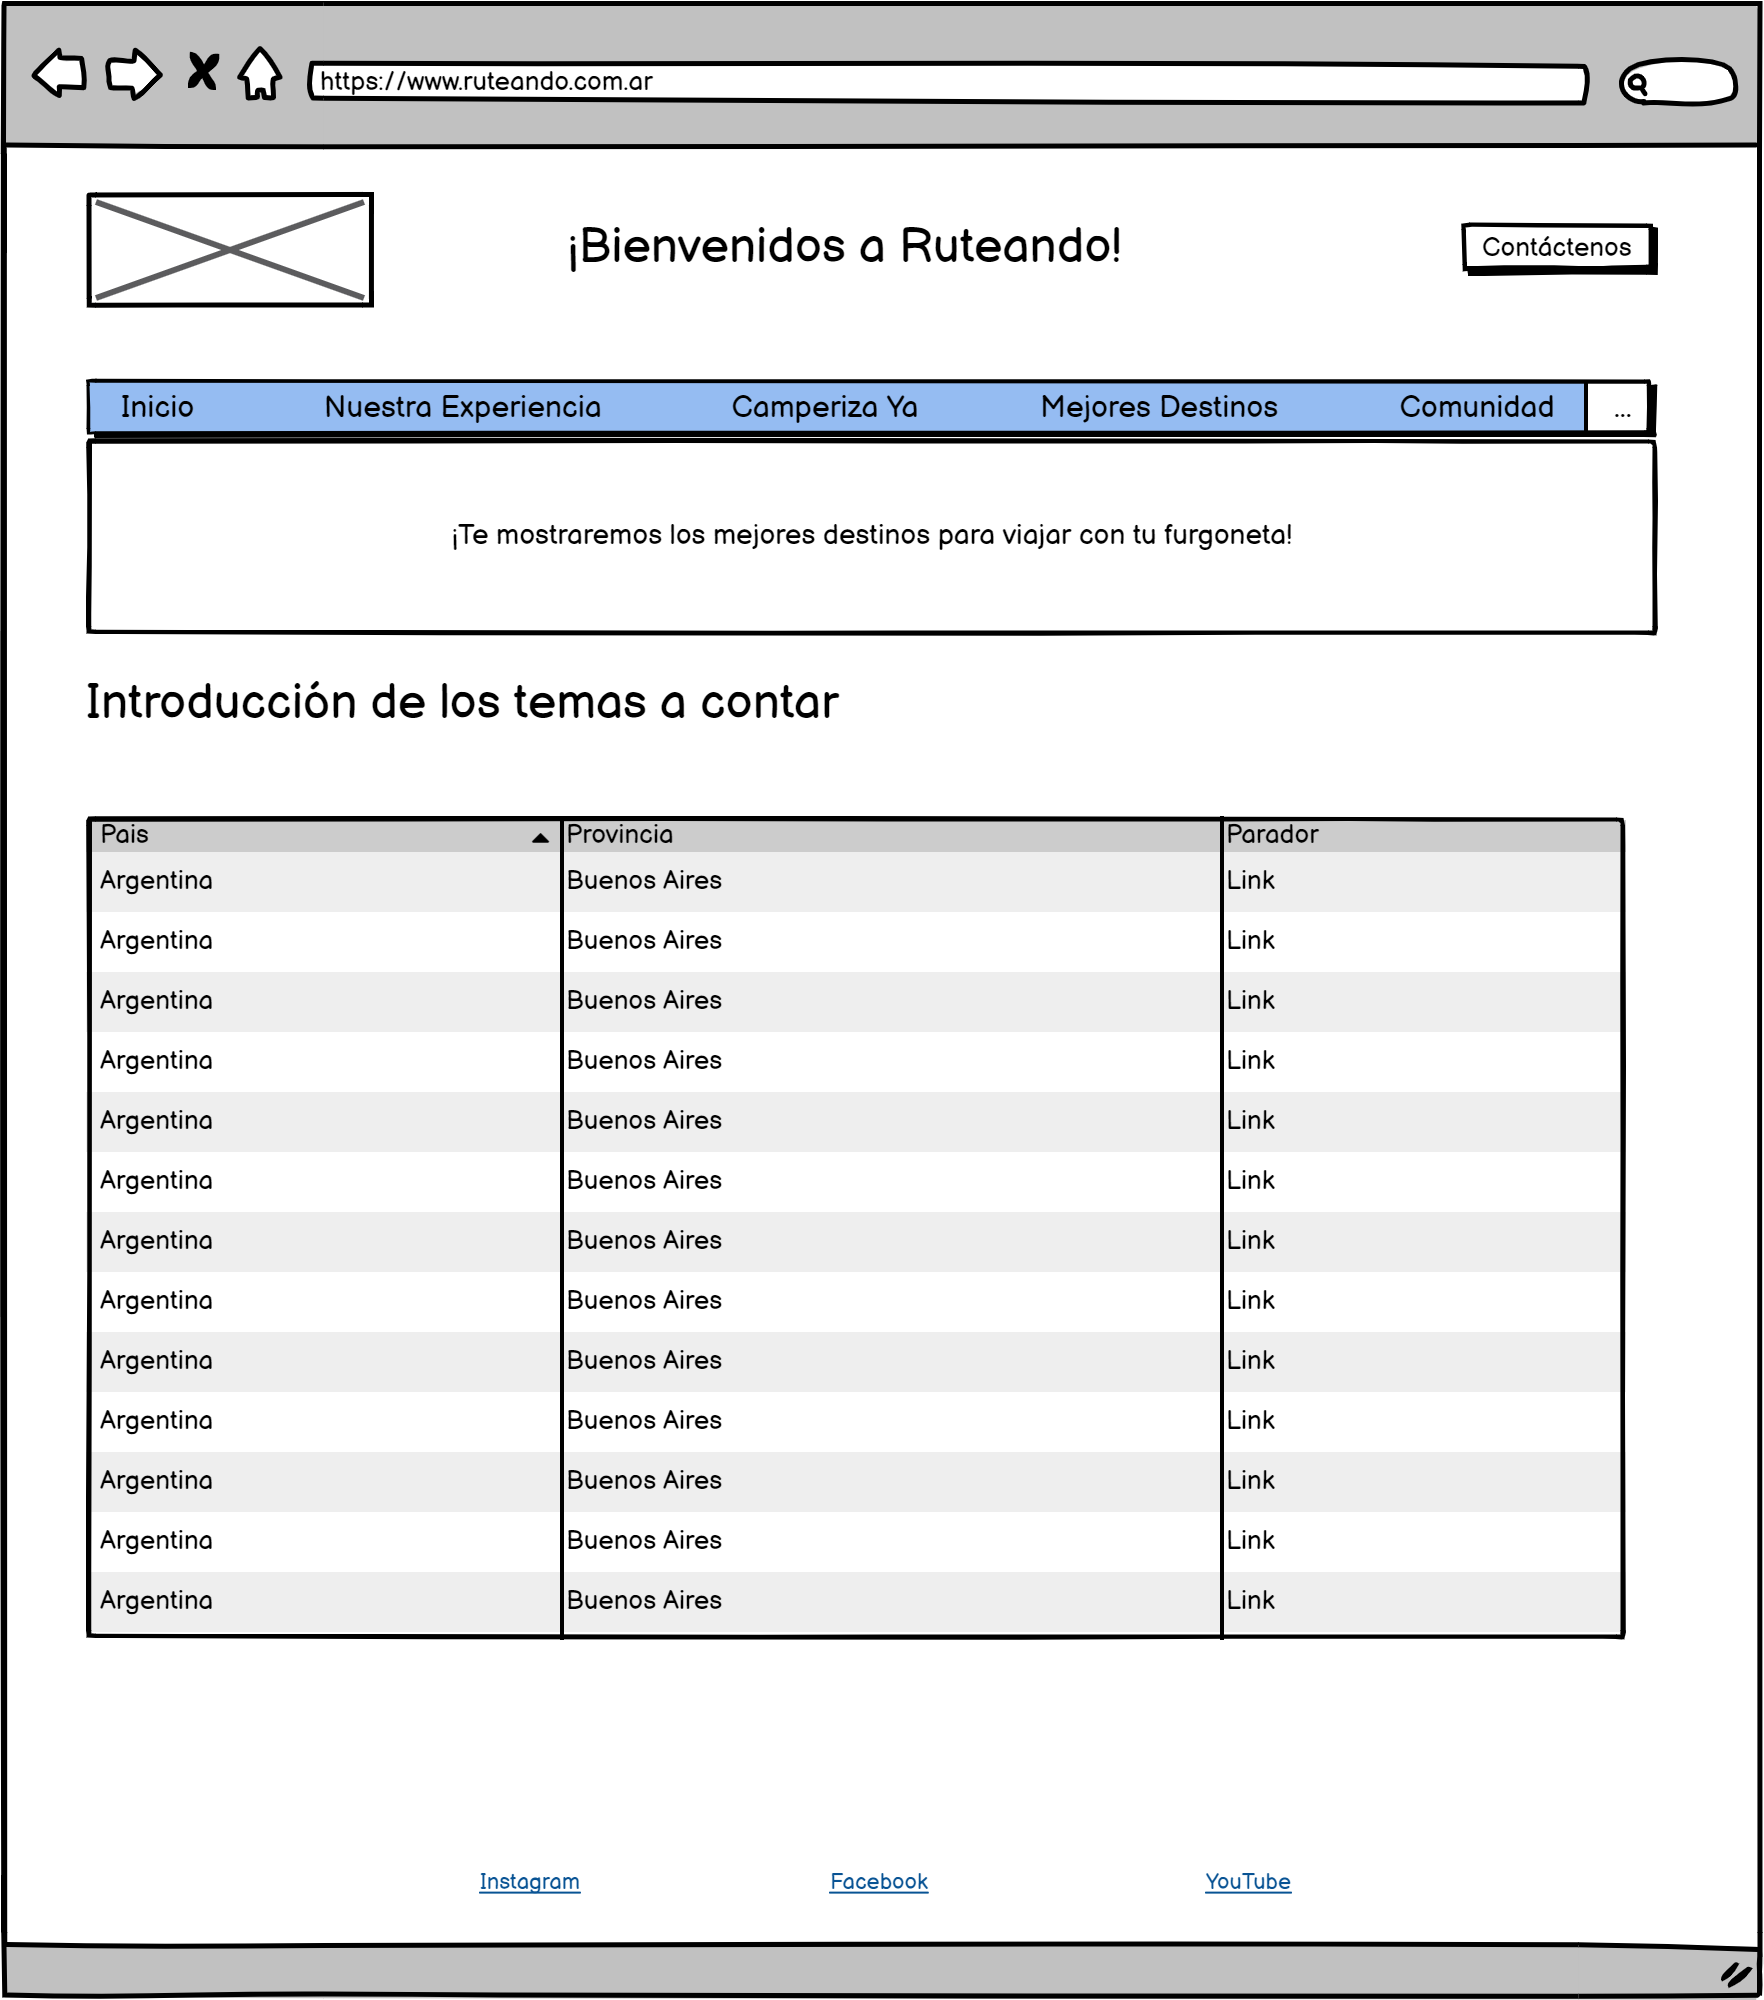 https://www.ruteando.com.ar
¡Bienvenidos a Ruteando!
Contáctenos
Inicio Nuestra Experiencia Camperiza Ya Mejores Destinos Comunidad ...
¡Te mostraremos los mejores destinos para viajar con tu furgoneta!
Introducción de los temas a contar
Pais Provincia Parador
Argentina Buenos Aires Link
Argentina Buenos Aires Link
Argentina Buenos Aires Link
Argentina Buenos Aires Link
Argentina Buenos Aires Link
Argentina Buenos Aires Link
Argentina Buenos Aires Link
Argentina Buenos Aires Link
Argentina Buenos Aires Link
Argentina Buenos Aires Link
Argentina Buenos Aires Link
Argentina Buenos Aires Link
Argentina Buenos Aires Link
Instagram Facebook YouTube